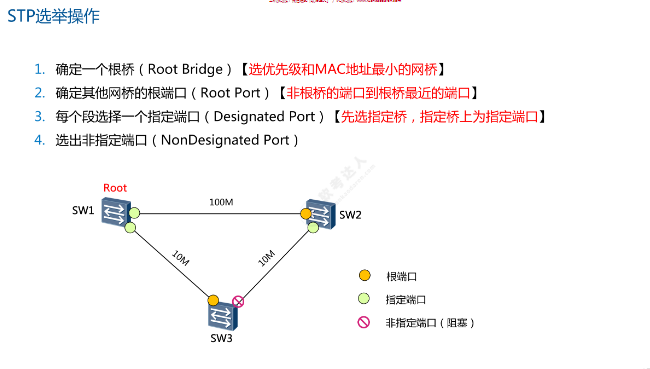 STP选举操作
1. 确定一个根桥（Root Bridge）【选优先级和MAC地址最小的网桥】
2. 确定其他网桥的根端口（Root Port）【非根桥的端口到根桥最近的端口】
3. 每个段选择一个指定端口（Designated Port）【先选指定桥，指定桥上为指定端口】
4. 选出非指定端口（NonDesignated Port）
软考达人
Root
SW1
100M
SW2
10M
10M
根端口
指定端口
非指定端口（阻塞）
SW3